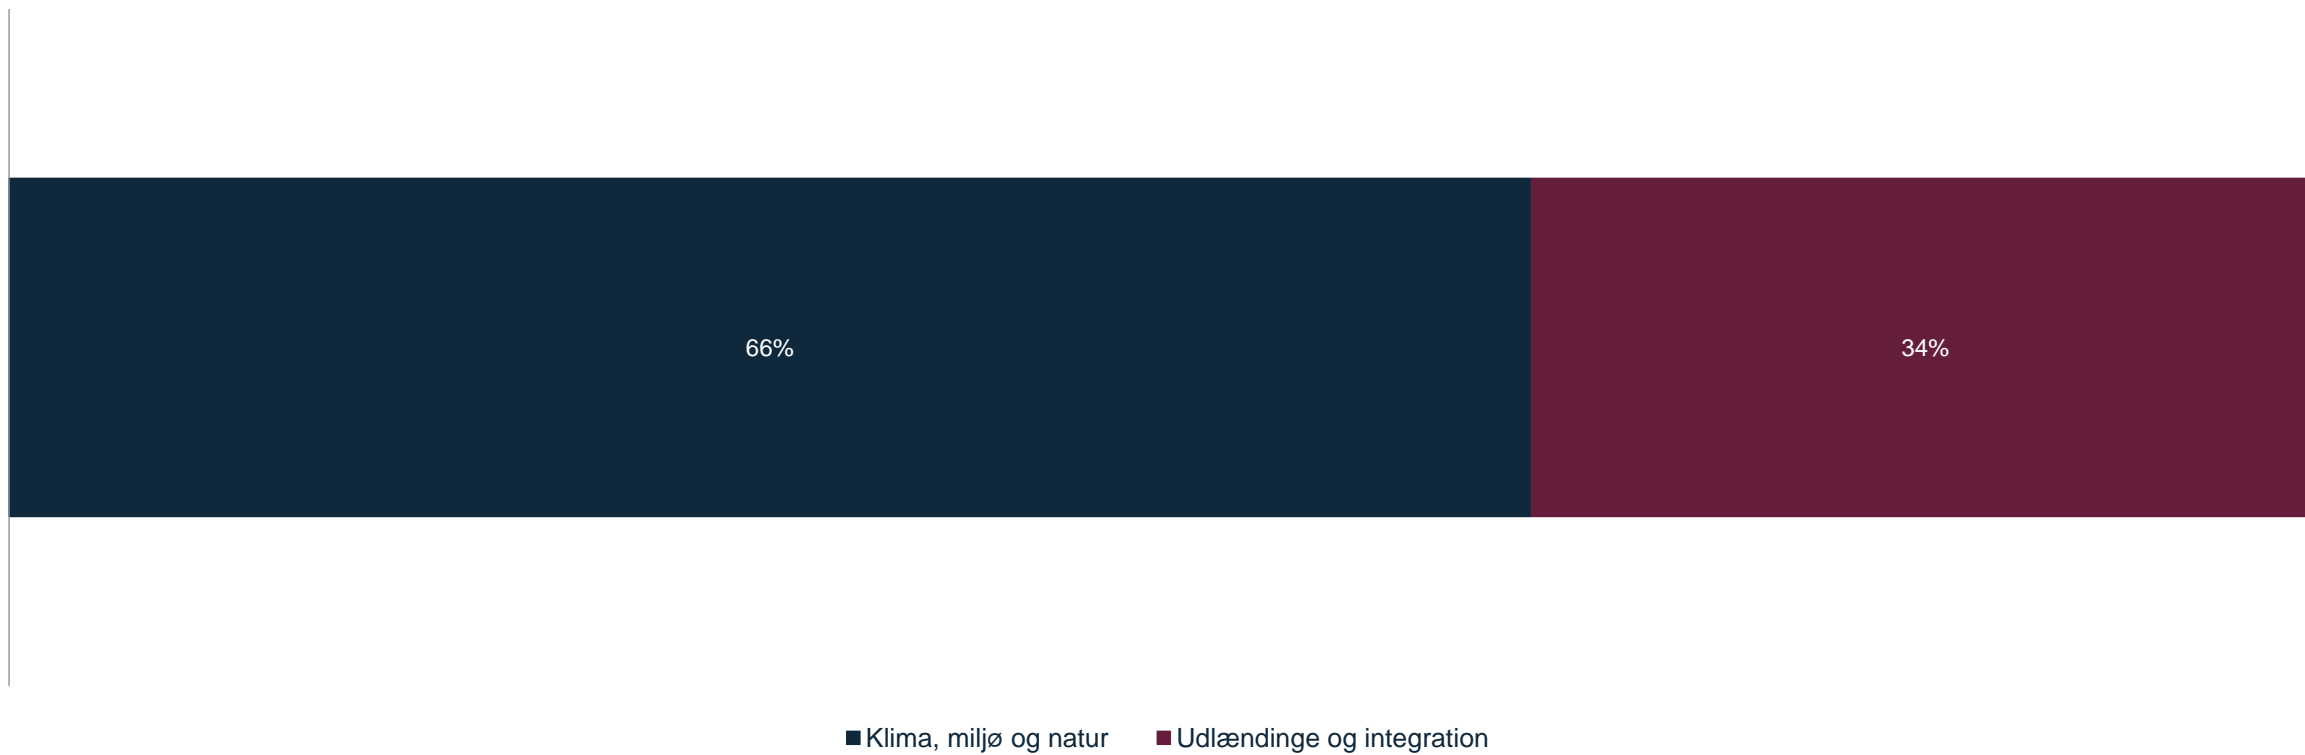 66%
34%
Klima, miljø og natur
Udlændinge og integration